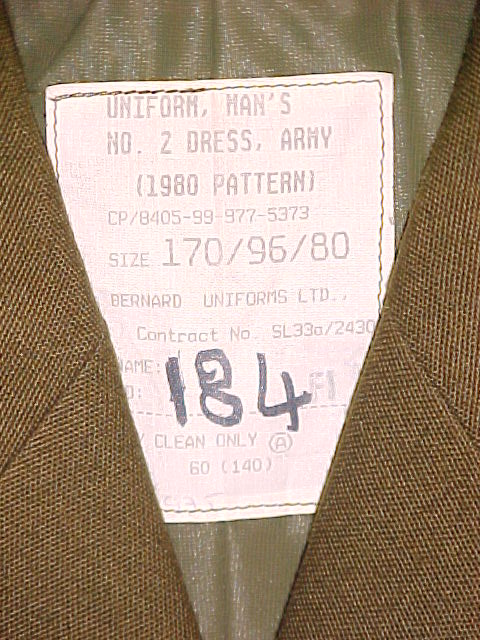 UNIFORM, MAN'S
NO. 2 DRESS, ARMY
(1980 PATTERN)
CP/8405-99-977-5373
SIZE 170/96/80
BERNARD UNIFORMS LTD.,
Contract No. SL33a/2430
NAME:
184
CLEAN ONLY (A)
60 (140)